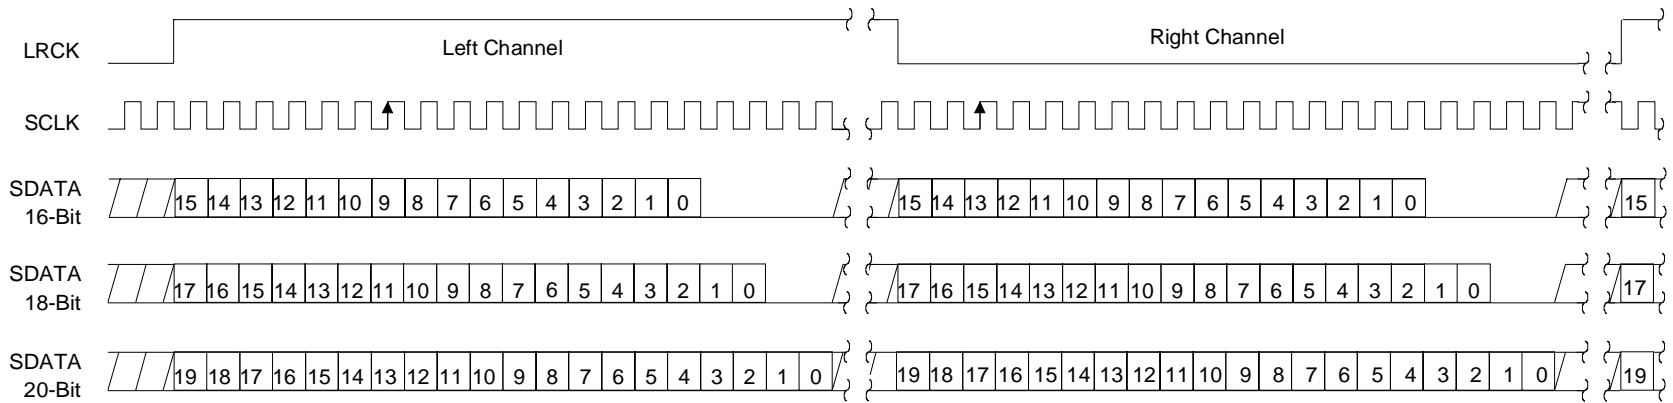 LRCK
Left Channel
Right Channel
SCLK
SDATA
16-Bit
15 14 13 12 11 10 9 8 7 6 5 4 3 2 1 0
15 14 13 12 11 10 9 8 7 6 5 4 3 2 1 0
15
SDATA
18-Bit
17 16 15 14 13 12 11 10 9 8 7 6 5 4 3 2 1 0
17 16 15 14 13 12 11 10 9 8 7 6 5 4 3 2 1 0
17
SDATA
20-Bit
19 18 17 16 15 14 13 12 11 10 9 8 7 6 5 4 3 2 1 0
19 18 17 16 15 14 13 12 11 10 9 8 7 6 5 4 3 2 1 0
19